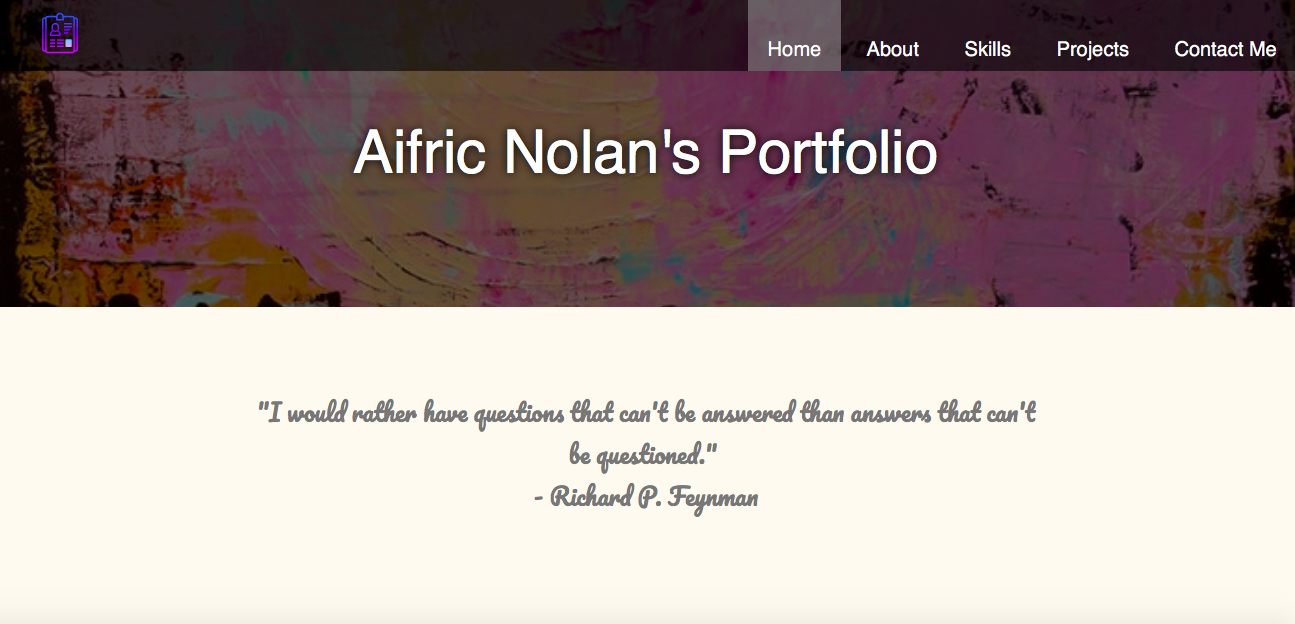 Home About Skills Projects Contact Me
Aifric Nolan's Portfolio
"I would rather have questions that can't be answered than answers that can't
be questioned."
- Richard P. Feynman